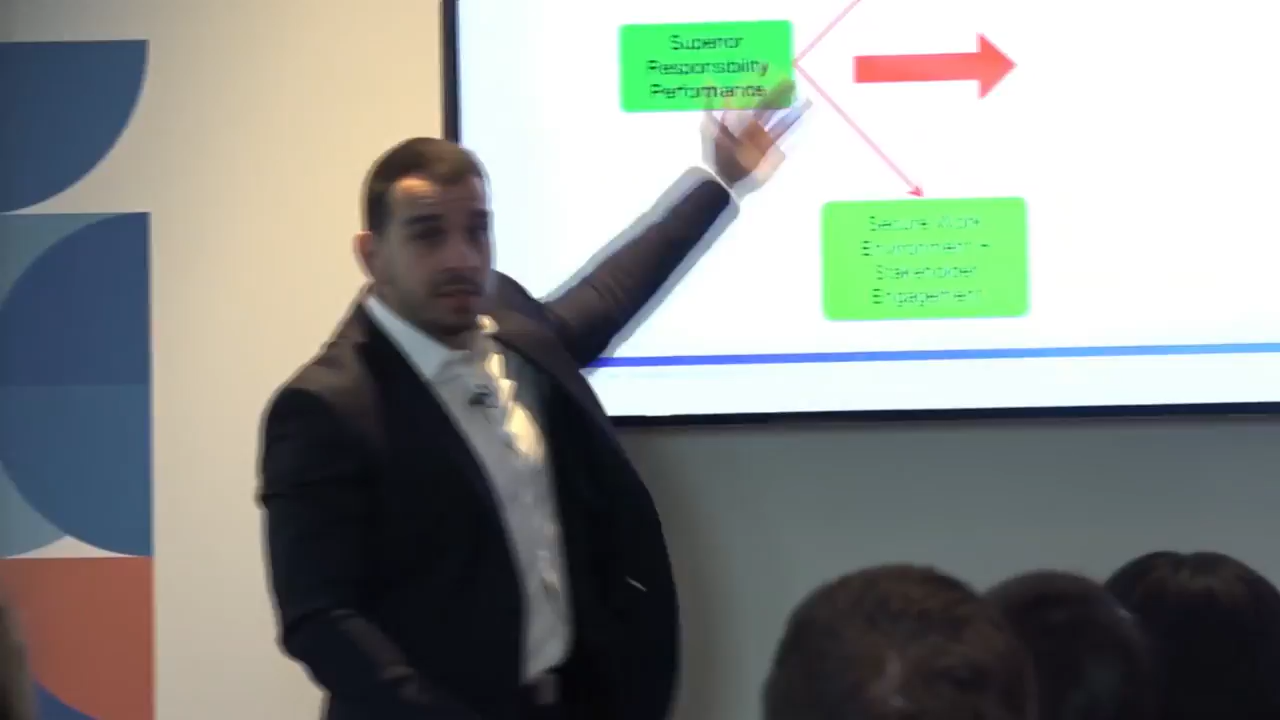 Superior
Responsibility
Performance
Secure Work
Environment -
Stakeholder
Engagement